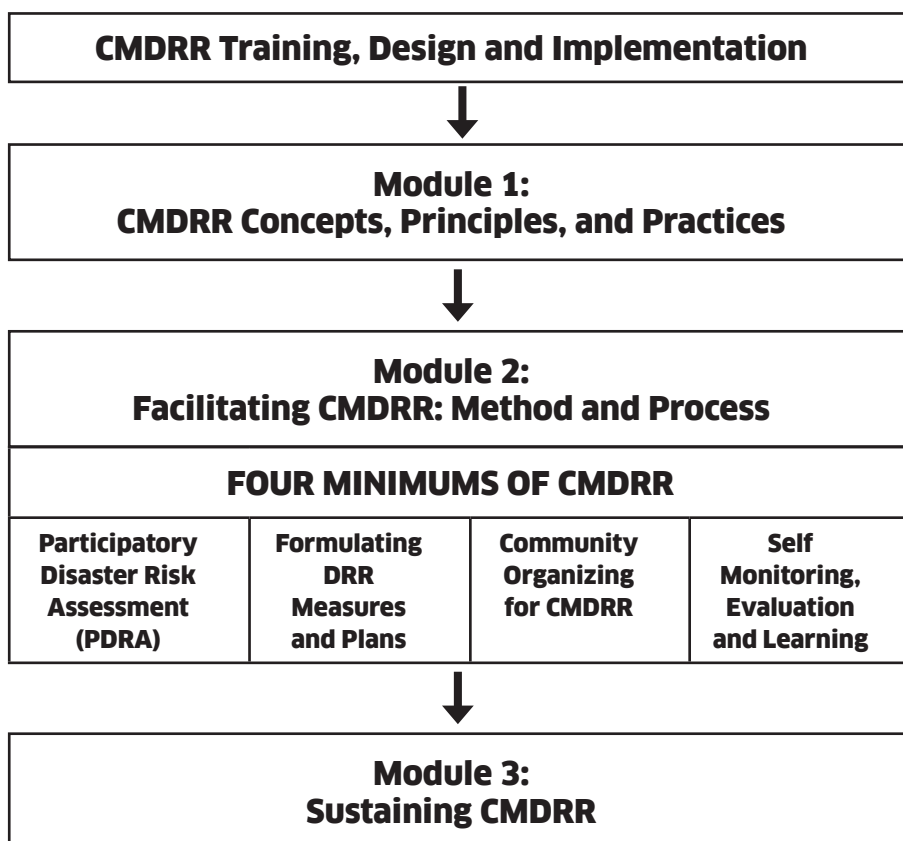 CMDRR Training, Design and Implementation
Module 1:
CMDRR Concepts, Principles, and Practices
Module 2:
Facilitating CMDRR: Method and Process
FOUR MINIMUMS OF CMDRR
Participatory
Disaster Risk
Assessment
(PDRA)
Formulating
DRR
Measures
and Plans
Community
Organizing
for CMDRR
Self
Monitoring,
Evaluation
and Learning
Module 3:
Sustaining CMDRR